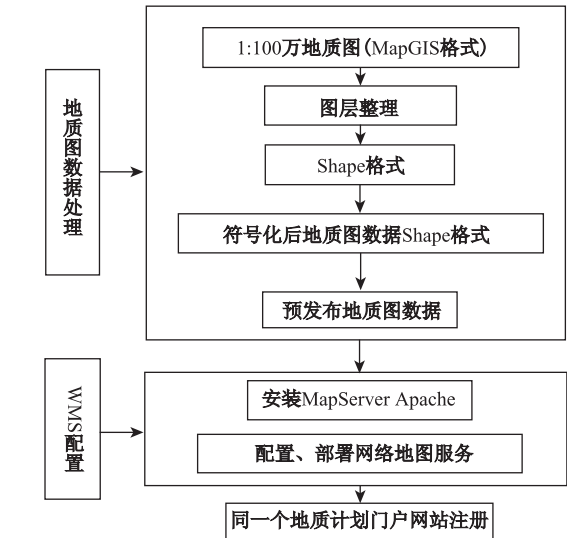 1:100万地质图(MapGIS格式)
图层整理
Shape格式
符号化后地质图数据Shape格式
预发布地质图数据
地质图数据处理
安装MapServer Apache
配置、部署网络地图服务
WMS配置
同一个地质计划门户网站注册